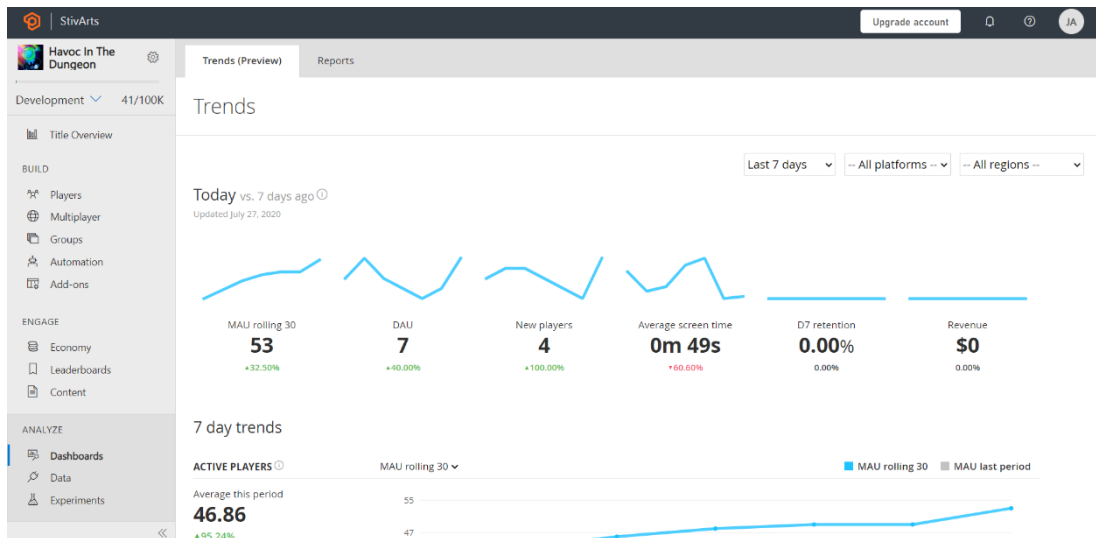 StivArts
Upgrade account
JA
Havoc In The
Dungeon
Development 41/100K
Title Overview
BUILD
Players
Multiplayer
Groups
Automation
Add-ons
ENGAGE
Economy
Leaderboards
Content
ANALYZE
Dashboards
Data
Experiments
Trends (Preview) Reports
Trends
Last 7 days -- All platforms -- -- All regions --
Today vs. 7 days ago
Updated July 27, 2020
MAU rolling 30
53
▲32.50%
DAU
7
▲40.00%
New players
4
▲100.00%
Average screen time
0m 49s
▼60.60%
D7 retention
0.00%
0.00%
Revenue
$0
0.00%
7 day trends
ACTIVE PLAYERS MAU rolling 30 MAU rolling 30 MAU last period
Average this period
46.86
▲95.24%
55
47